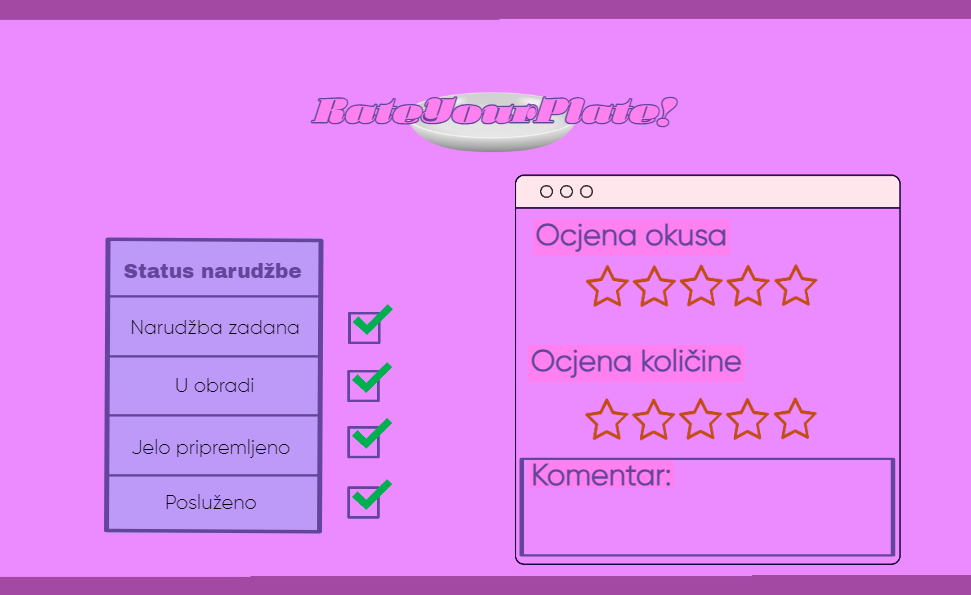 RateYourPlate!
Status narudžbe
Narudžba zadana
U obradi
Jelo pripremljeno
Posluženo
Ocjena okusa
Ocjena količine
Komentar: